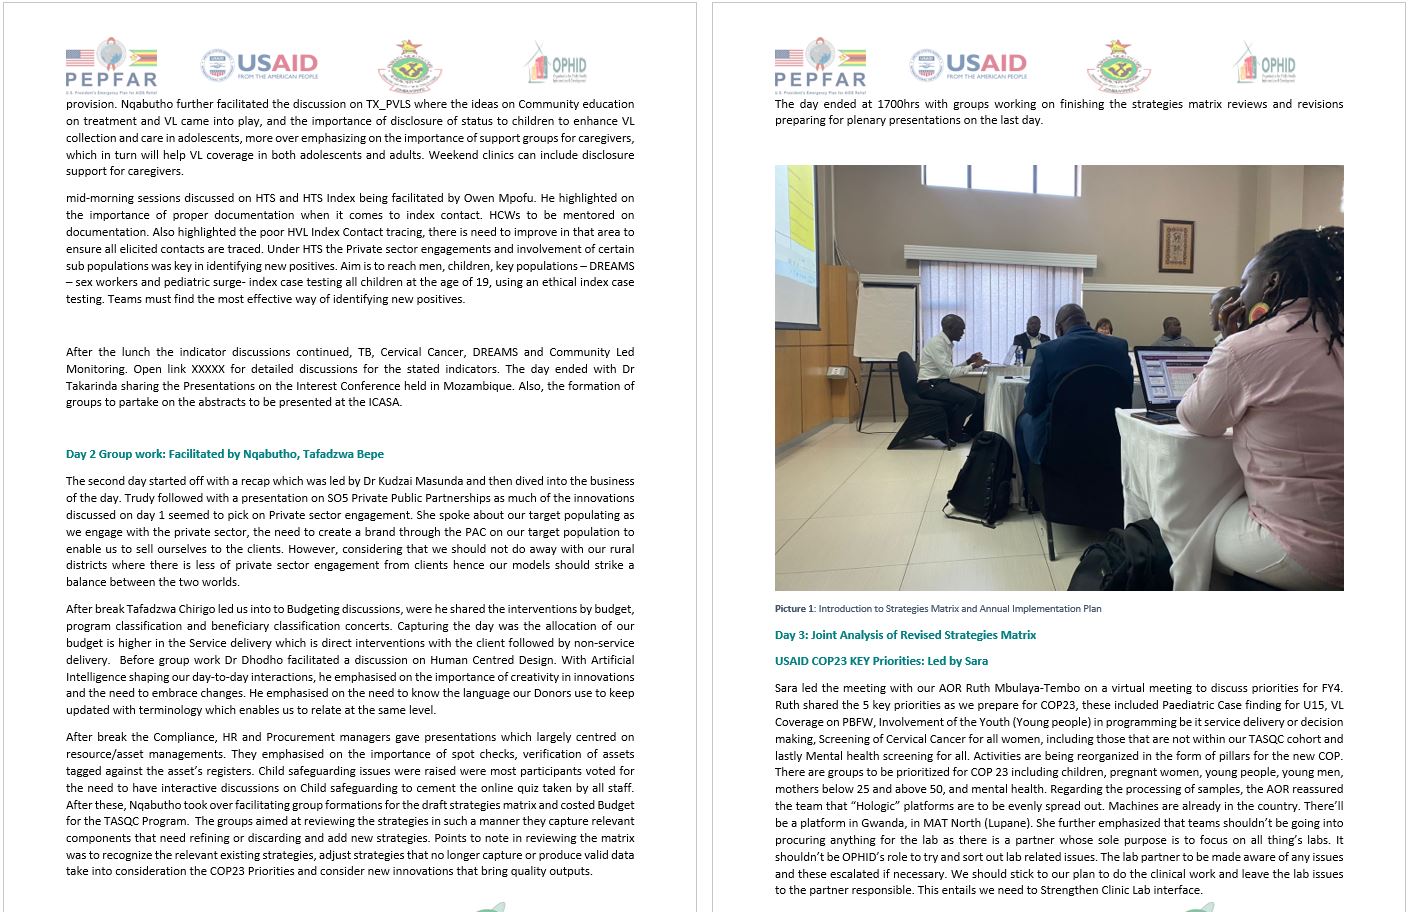 PEPFAR
U.S. President's Emergency Plan for AIDS Relief
USAID
FROM THE AMERICAN PEOPLE
OPHID
provision. Nqabutho further facilitated the discussion on TX_PVLS where the ideas on Community education
on treatment and VL came into play, and the importance of disclosure of status to children to enhance VL
collection and care in adolescents, more over emphasizing on the importance of support groups for caregivers,
which in turn will help VL coverage in both adolescents and adults. Weekend clinics can include disclosure
support for caregivers.
mid-morning sessions discussed on HTS and HTS Index being facilitated by Owen Mpofu. He highlighted on
the importance of proper documentation when it comes to index contact. HCWs to be mentored on
documentation. Also highlighted the poor HVL Index Contact tracing, there is need to improve in that area to
ensure all elicited contacts are traced. Under HTS the Private sector engagements and involvement of certain
sub populations was key in identifying new positives. Aim is to reach men, children, key populations – DREAMS
– sex workers and pediatric surge- index case testing all children at the age of 19, using an ethical index case
testing. Teams must find the most effective way of identifying new positives.
After the lunch the indicator discussions continued, TB, Cervical Cancer, DREAMS and Community Led
Monitoring. Open link XXXXX for detailed discussions for the stated indicators. The day ended with Dr
Takarinda sharing the Presentations on the Interest Conference held in Mozambique. Also, the formation of
groups to partake on the abstracts to be presented at the ICASA.
Day 2 Group work: Facilitated by Nqabutho, Tafadzwa Bepe
The second day started off with a recap which was led by Dr Kudzai Masunda and then dived into the business
of the day. Trudy followed with a presentation on SO5 Private Public Partnerships as much of the innovations
discussed on day 1 seemed to pick on Private sector engagement. She spoke about our target populating as
we engage with the private sector, the need to create a brand through the PAC on our target population to
enable us to sell ourselves to the clients. However, considering that we should not do away with our rural
districts where there is less of private sector engagement from clients hence our models should strike a
balance between the two worlds.
After break Tafadzwa Chirigo led us into to Budgeting discussions, were he shared the interventions by budget,
program classification and beneficiary classification concerts. Capturing the day was the allocation of our
budget is higher in the Service delivery which is direct interventions with the client followed by non-service
delivery.  Before group work Dr Dhodho facilitated a discussion on Human Centred Design. With Artificial
Intelligence shaping our day-to-day interactions, he emphasised on the importance of creativity in innovations
and the need to embrace changes. He emphasised on the need to know the language our Donors use to keep
updated with terminology which enables us to relate at the same level.
After break the Compliance, HR and Procurement managers gave presentations which largely centred on
resource/asset managements. They emphasised on the importance of spot checks, verification of assets
tagged against the asset's registers. Child safeguarding issues were raised were most participants voted for
the need to have interactive discussions on Child safeguarding to cement the online quiz taken by all staff.
After these, Nqabutho took over facilitating group formations for the draft strategies matrix and costed Budget
for the TASQC Program.  The groups aimed at reviewing the strategies in such a manner they capture relevant
components that need refining or discarding and add new strategies. Points to note in reviewing the matrix
was to recognize the relevant existing strategies, adjust strategies that no longer capture or produce valid data
take into consideration the COP23 Priorities and consider new innovations that bring quality outputs.
PEPFAR
U.S. President's Emergency Plan for AIDS Relief
USAID
FROM THE AMERICAN PEOPLE
OPHID
The day ended at 1700hrs with groups working on finishing the strategies matrix reviews and revisions
preparing for plenary presentations on the last day.
Picture 1: Introduction to Strategies Matrix and Annual Implementation Plan
Day 3: Joint Analysis of Revised Strategies Matrix
USAID COP23 KEY Priorities: Led by Sara
Sara led the meeting with our AOR Ruth Mbulaya-Tembo on a virtual meeting to discuss priorities for FY4.
Ruth shared the 5 key priorities as we prepare for COP23, these included Paediatric Case finding for U15, VL
Coverage on PBFW, Involvement of the Youth (Young people) in programming be it service delivery or decision
making, Screening of Cervical Cancer for all women, including those that are not within our TASQC cohort and
lastly Mental health screening for all. Activities are being reorganized in the form of pillars for the new COP.
There are groups to be prioritized for COP 23 including children, pregnant women, young people, young men,
mothers below 25 and above 50, and mental health. Regarding the processing of samples, the AOR reassured
the team that “Hologic” platforms are to be evenly spread out. Machines are already in the country. There'll
be a platform in Gwanda, in MAT North (Lupane). She further emphasized that teams shouldn't be going into
procuring anything for the lab as there is a partner whose sole purpose is to focus on all thing's labs. It
shouldn't be OPHID's role to try and sort out lab related issues. The lab partner to be made aware of any issues
and these escalated if necessary. We should stick to our plan to do the clinical work and leave the lab issues
to the partner responsible. This entails we need to Strengthen Clinic Lab interface.